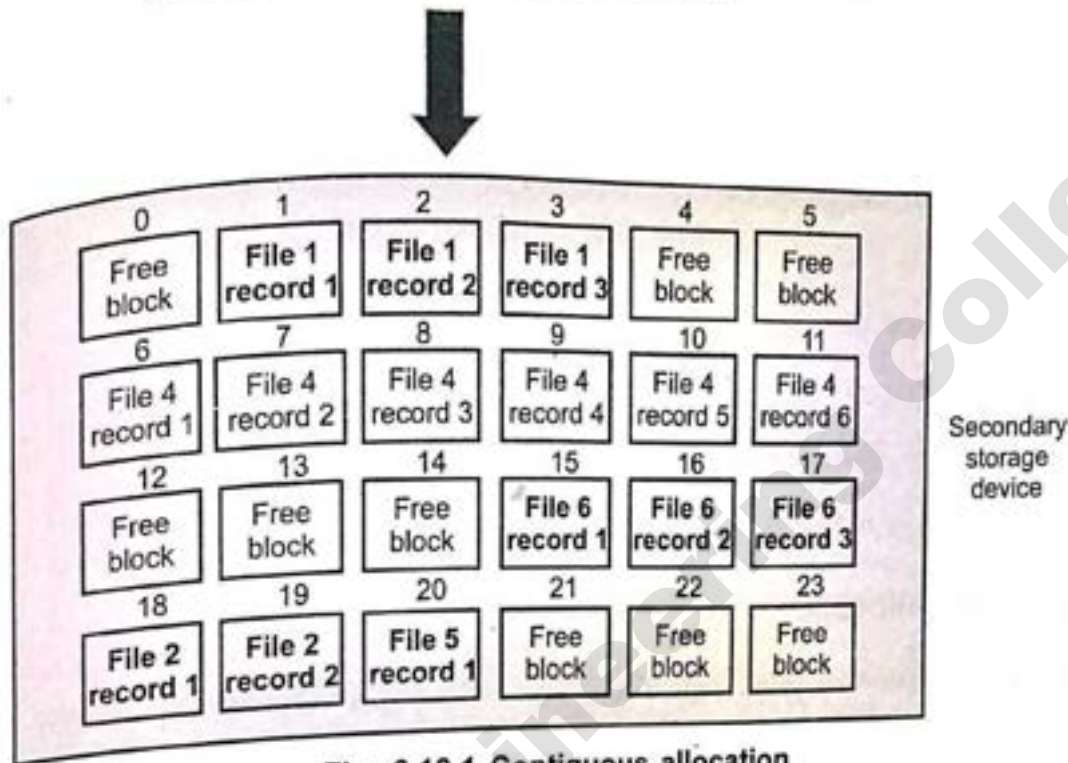 0 1 2 3 4 5
Free block File 1 record 1 File 1 record 2 File 1 record 3 Free block Free block
6 7 8 9 10 11
File 4 record 1 File 4 record 2 File 4 record 3 File 4 record 4 File 4 record 5 File 4 record 6
12 13 14 15 16 17
Free block Free block Free block File 6 record 1 File 6 record 2 File 6 record 3
18 19 20 21 22 23
File 2 record 1 File 2 record 2 File 5 record 1 Free block Free block Free block
Secondary
storage
device
Contiguous allocation